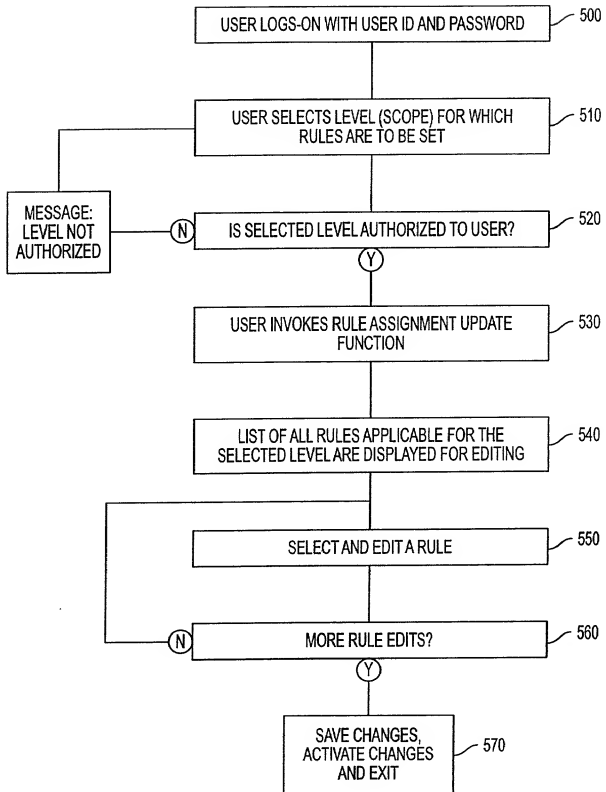 USER LOGS-ON WITH USER ID AND PASSWORD
500
USER SELECTS LEVEL (SCOPE) FOR WHICH
RULES ARE TO BE SET
510
MESSAGE:
LEVEL NOT
AUTHORIZED
N
IS SELECTED LEVEL AUTHORIZED TO USER?
520
Y
USER INVOKES RULE ASSIGNMENT UPDATE
FUNCTION
530
LIST OF ALL RULES APPLICABLE FOR THE
SELECTED LEVEL ARE DISPLAYED FOR EDITING
540
SELECT AND EDIT A RULE
550
N
MORE RULE EDITS?
560
Y
SAVE CHANGES,
ACTIVATE CHANGES
AND EXIT
570